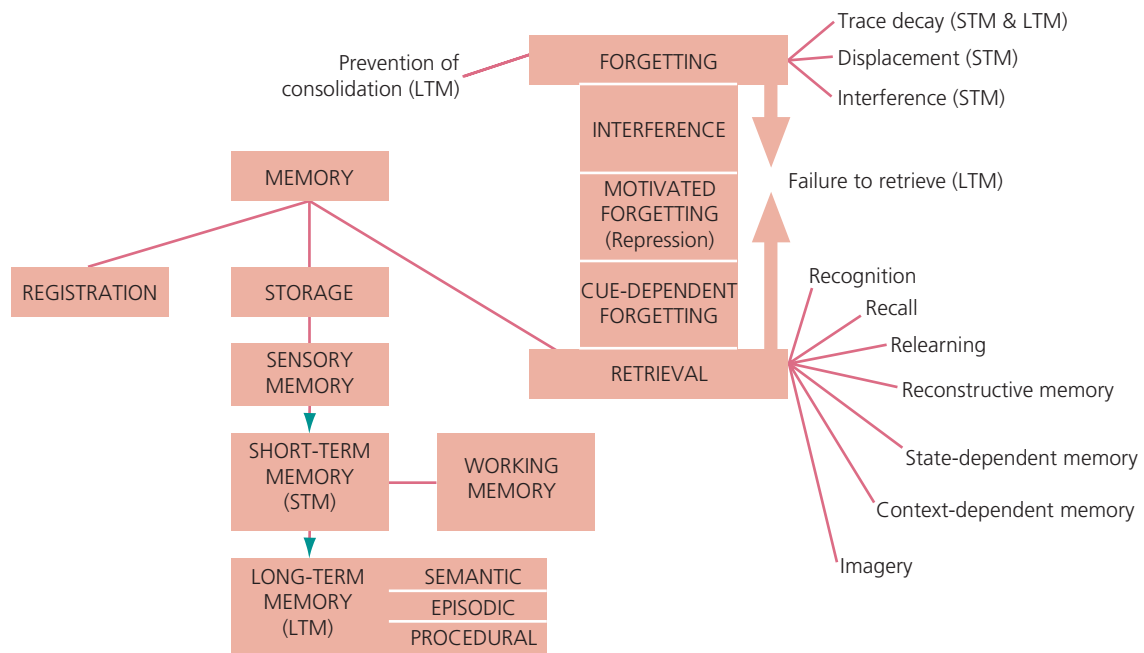 Trace decay (STM & LTM)
Prevention of
consolidation (LTM)
FORGETTING
Displacement (STM)
Interference (STM)
INTERFERENCE
MEMORY
MOTIVATED
FORGETTING
(Repression)
Failure to retrieve (LTM)
REGISTRATION
STORAGE
CUE-DEPENDENT
FORGETTING
Recognition
Recall
Relearning
SENSORY
MEMORY
RETRIEVAL
Reconstructive memory
SHORT-TERM
MEMORY
(STM)
WORKING
MEMORY
State-dependent memory
Context-dependent memory
Imagery
LONG-TERM
MEMORY
(LTM)
SEMANTIC
EPISODIC
PROCEDURAL